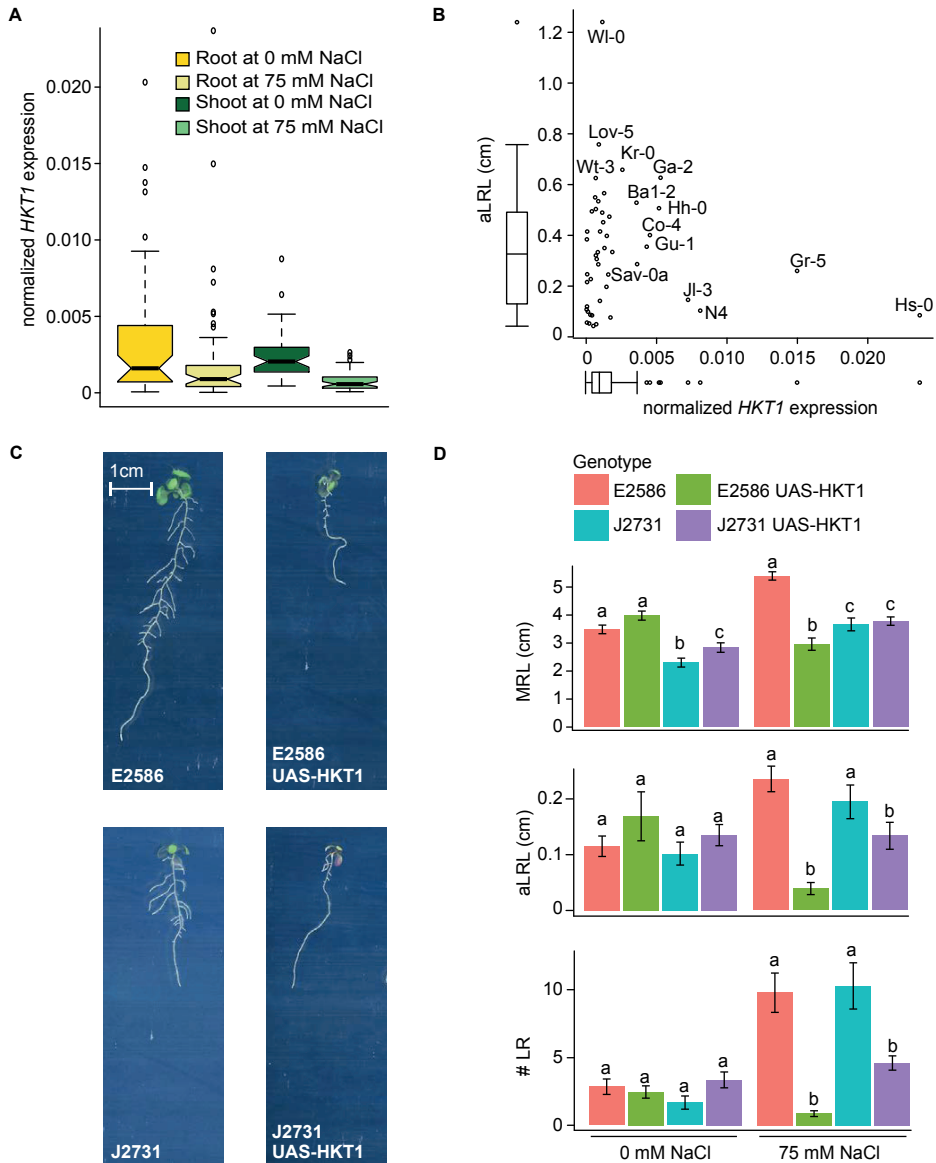 A
normalized HKT1 expression
0.020
0.015
0.010
0.005
0
Root at 0 mM NaCl
Root at 75 mM NaCl
Shoot at 0 mM NaCl
Shoot at 75 mM NaCl
B
aLRL (cm)
1.2
1.0
0.8
0.6
0.4
0.2
0
Wl-0
Lov-5
Kr-0
Wt-3
Ga-2
Ba1-2
Hh-0
Co-4
Gu-1
Sav-0a
Gr-5
Jl-3
N4
Hs-0
0 0.005 0.010 0.015 0.020
normalized HKT1 expression
C
1cm
E2586
E2586
UAS-HKT1
J2731
J2731
UAS-HKT1
D
Genotype
E2586 E2586 UAS-HKT1
J2731 J2731 UAS-HKT1
MRL (cm)
5
4
3
2
1
0
a a b c a b c c
aLRL (cm)
0.2
0.1
0
a a a a a b a b
# LR
10
5
0
a a a a a b a b
0 mM NaCl 75 mM NaCl